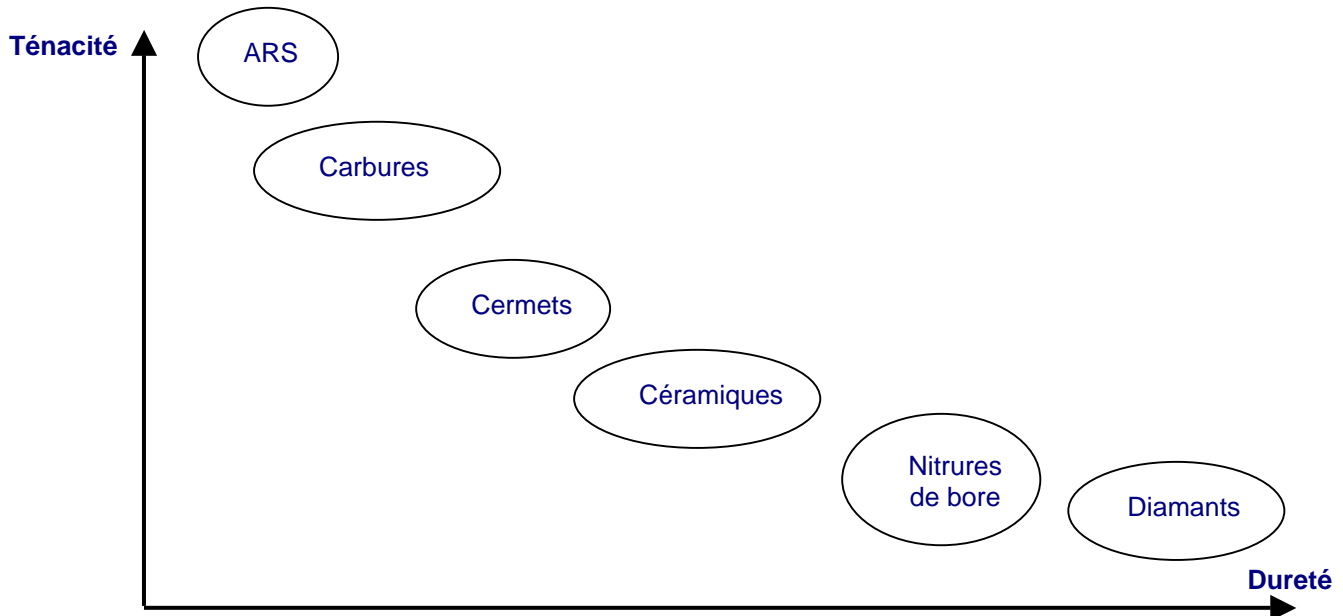 Ténacité
ARS
Carbures
Cermets
Céramiques
Nitrures
de bore
Diamants
Dureté